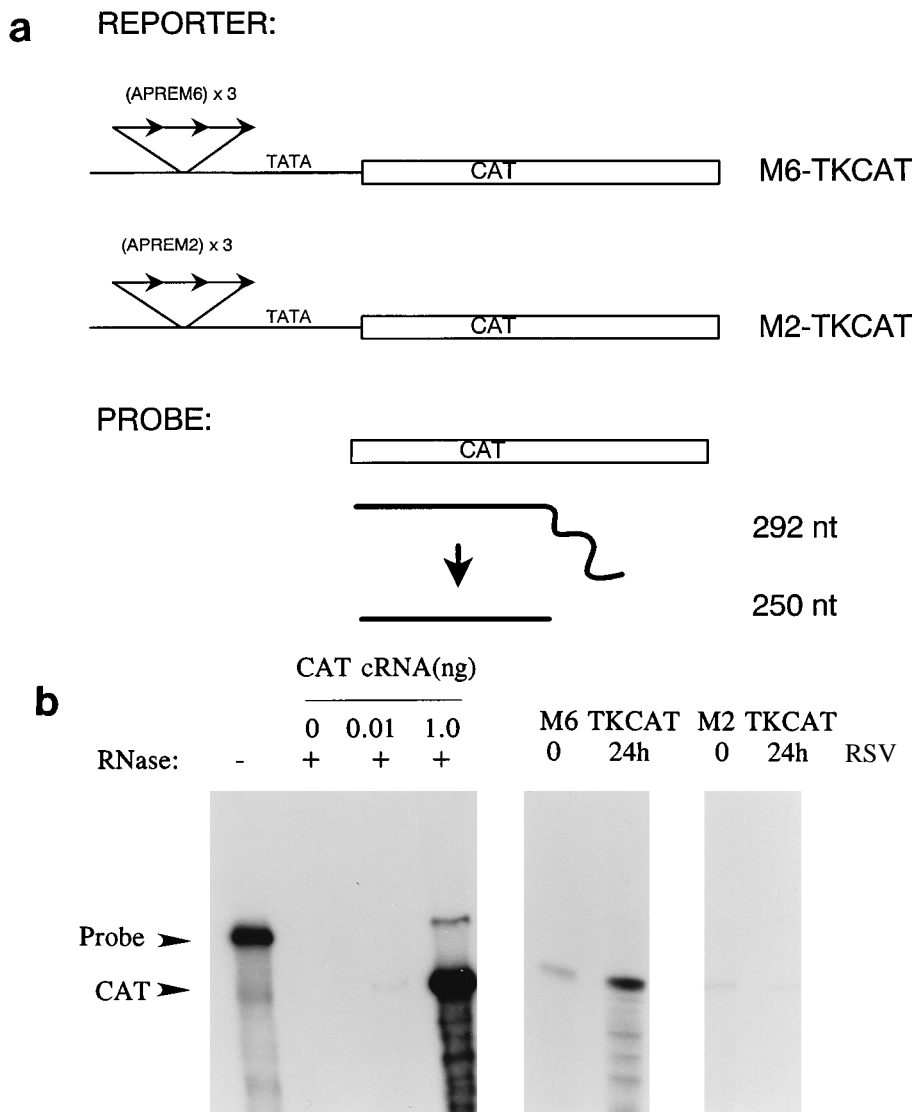 a
REPORTER:
(APREM6) x 3
TATA
CAT
M6-TKCAT
(APREM2) x 3
TATA
CAT
M2-TKCAT
PROBE:
CAT
292 nt
250 nt
b
CAT cRNA(ng)
0 0.01 1.0
RNase: - + + +
M6 TKCAT M2 TKCAT
0 24h 0 24h RSV
Probe
CAT